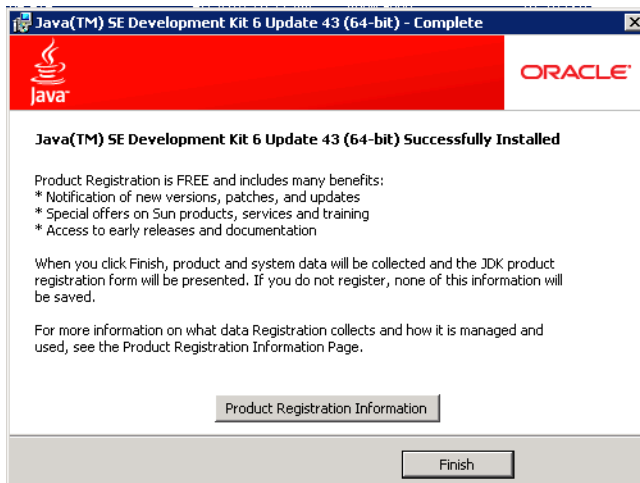 Java(TM) SE Development Kit 6 Update 43 (64-bit) - Complete
Java™
ORACLE®
Java(TM) SE Development Kit 6 Update 43 (64-bit) Successfully Installed
Product Registration is FREE and includes many benefits:
* Notification of new versions, patches, and updates
* Special offers on Sun products, services and training
* Access to early releases and documentation
When you click Finish, product and system data will be collected and the JDK product
registration form will be presented. If you do not register, none of this information will
be saved.
For more information on what data Registration collects and how it is managed and
used, see the Product Registration Information Page.
Product Registration Information
Finish